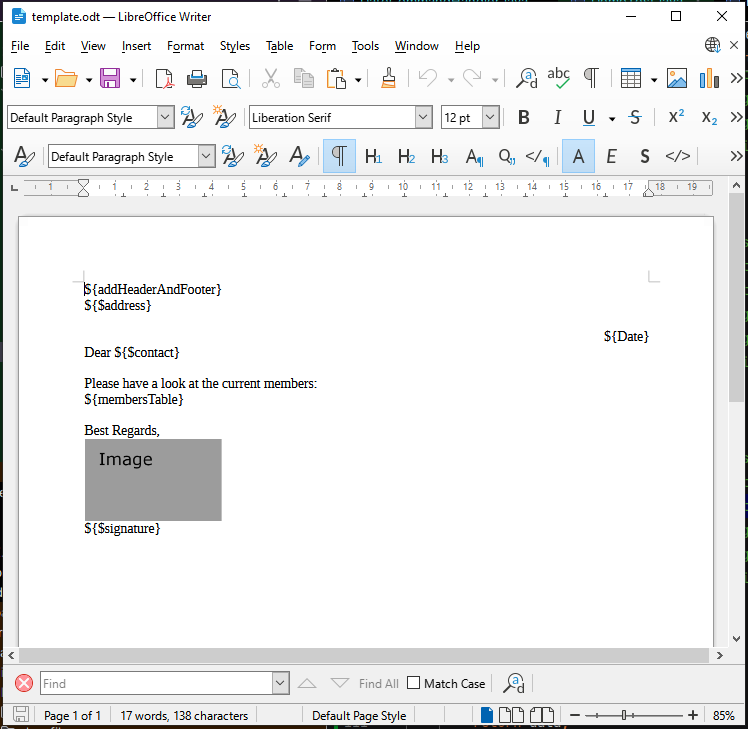 template.odt — LibreOffice Writer
File Edit View Insert Format Styles Table Form Tools Window Help
abc
Default Paragraph Style Liberation Serif 12 pt B I U S X² X₂
Default Paragraph Style H1 H2 H3 A E S </>
1 1 2 3 4 5 6 7 8 9 10 11 12 13 14 15 16 17 18 19
${addHeaderAndFooter}
${$address}
${Date}
Dear ${$contact}
Please have a look at the current members:
${membersTable}
Best Regards,
Image
${$signature}
Find Find All Match Case
Page 1 of 1 17 words, 138 characters Default Page Style 85%